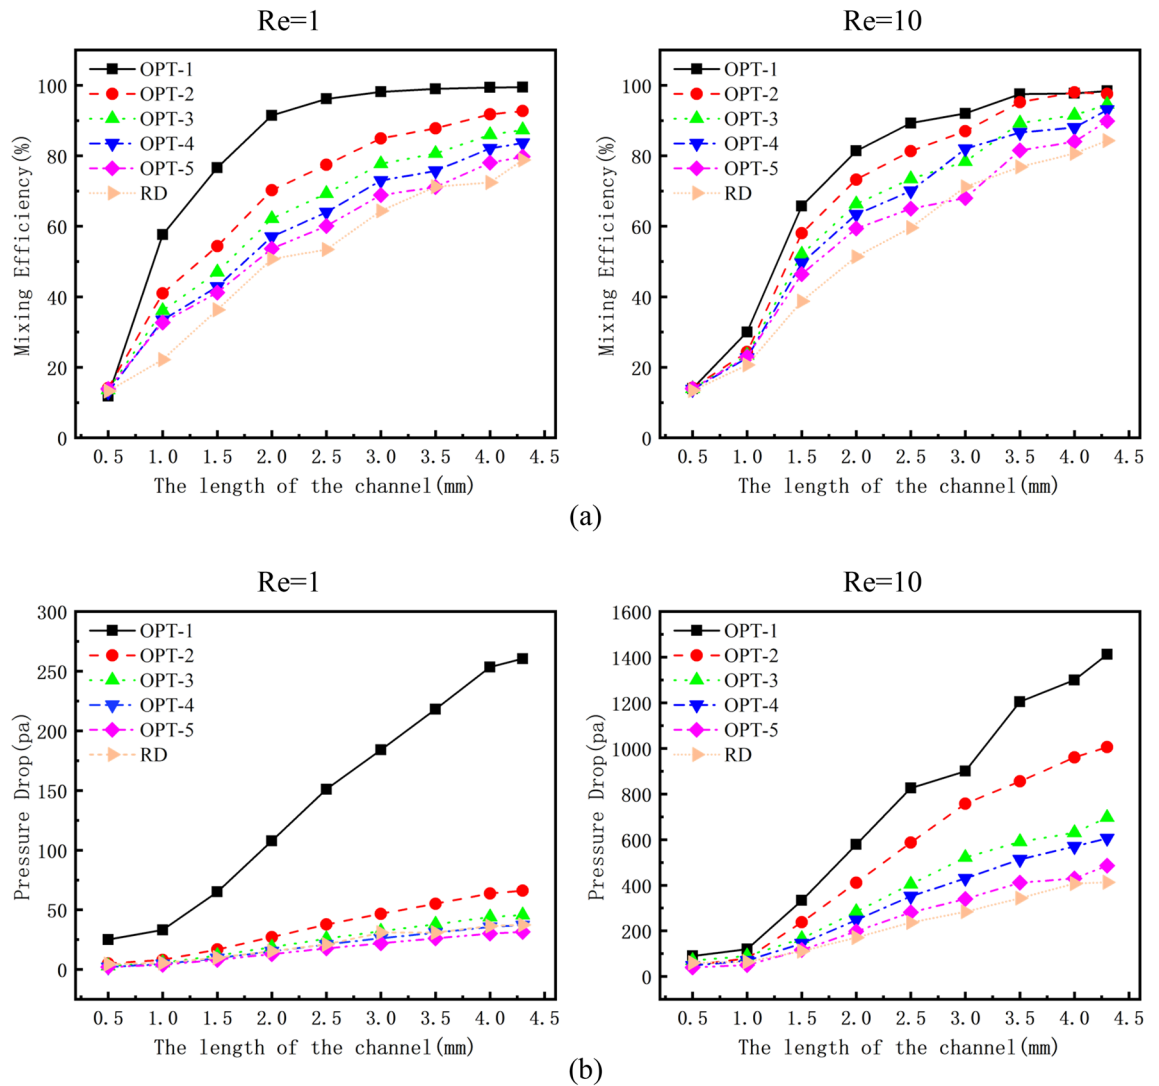 Re=1
Re=10
Mixing Efficiency(%)
100
80
60
40
20
0
OPT-1
OPT-2
OPT-3
OPT-4
OPT-5
RD
0.5 1.0 1.5 2.0 2.5 3.0 3.5 4.0 4.5
The length of the channel(mm)
Mixing Efficiency(%)
100
80
60
40
20
0
OPT-1
OPT-2
OPT-3
OPT-4
OPT-5
RD
0.5 1.0 1.5 2.0 2.5 3.0 3.5 4.0 4.5
The length of the channel(mm)
(a)
Re=1
Re=10
Pressure Drop(pa)
300
250
200
150
100
50
0
OPT-1
OPT-2
OPT-3
OPT-4
OPT-5
RD
0.5 1.0 1.5 2.0 2.5 3.0 3.5 4.0 4.5
The length of the channel(mm)
Pressure Drop(pa)
1600
1400
1200
1000
800
600
400
200
0
OPT-1
OPT-2
OPT-3
OPT-4
OPT-5
RD
0.5 1.0 1.5 2.0 2.5 3.0 3.5 4.0 4.5
The length of the channel(mm)
(b)